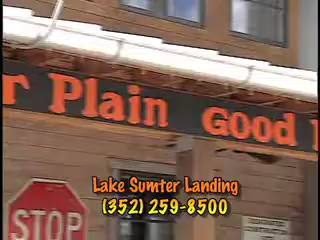 r Plain GOOD
Lake Sumter Landing
(352) 259-8500
STOP